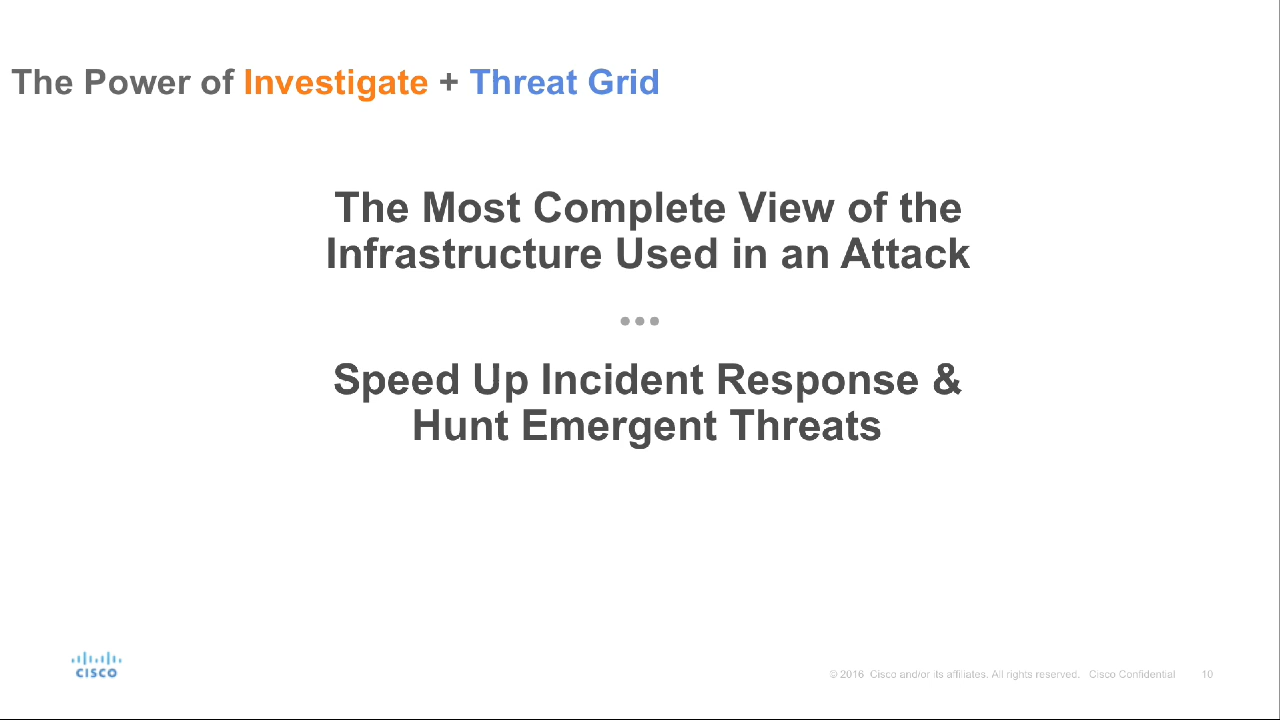 The Power of Investigate + Threat Grid
The Most Complete View of the
Infrastructure Used in an Attack
•••
Speed Up Incident Response &
Hunt Emergent Threats
CISCO
© 2016 Cisco and/or its affiliates. All rights reserved. Cisco Confidential 10